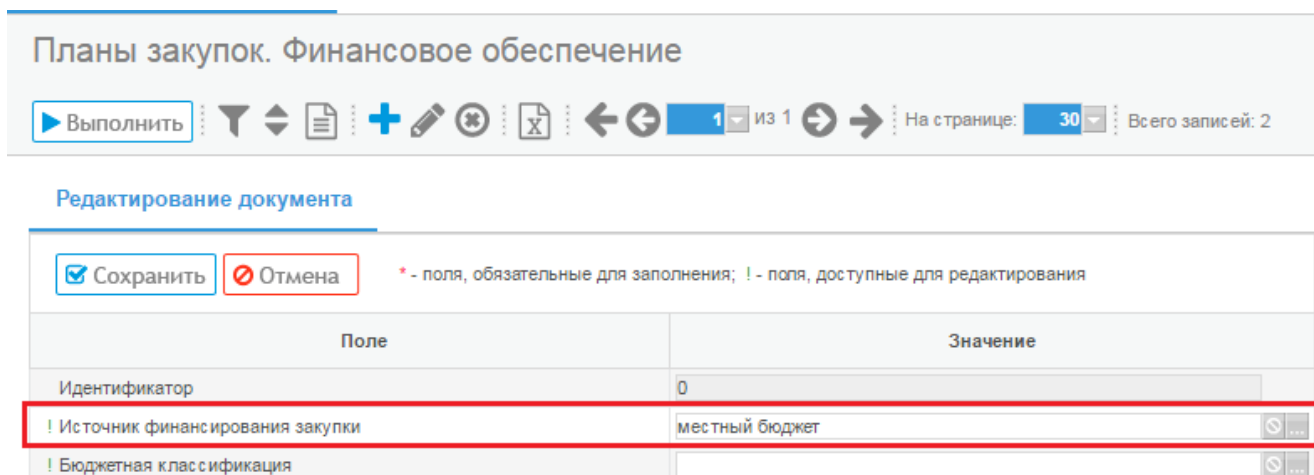 Планы закупок. Финансовое обеспечение
Выполнить 1 из 1 На странице: 30 Всего записей: 2
Редактирование документа
Сохранить Отмена * - поля, обязательные для заполнения; ! - поля, доступные для редактирования
Поле Значение
Идентификатор 0
! Источник финансирования закупки местный бюджет ...
! Бюджетная классификация ...